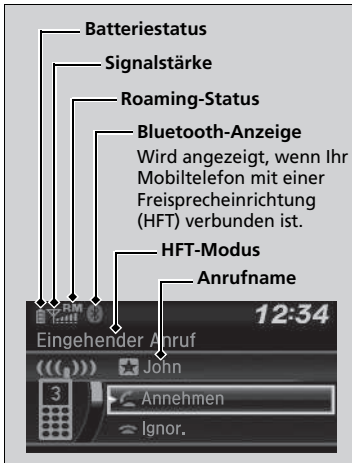 Batteriestatus
Signalstärke
Roaming-Status
Bluetooth-Anzeige
Wird angezeigt, wenn Ihr
Mobiltelefon mit einer
Freisprecheinrichtung
(HFT) verbunden ist.
HFT-Modus
Anrufname
RM
12:34
Eingehender Anruf
John
3
Annehmen
Ignor.